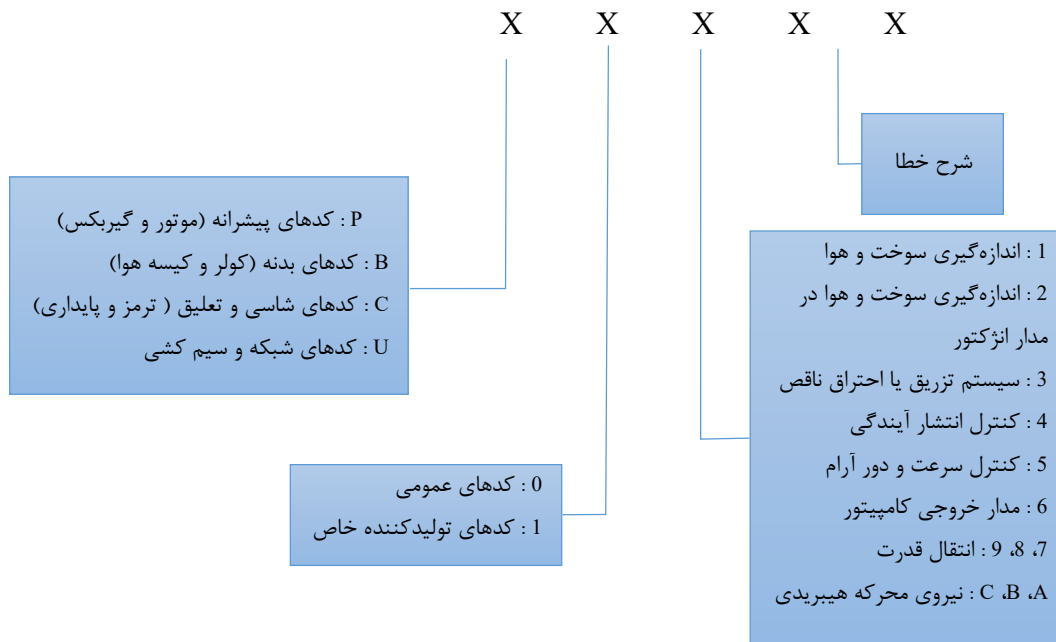 X X X X X
شرح خطا
P : کدهای پیشرانه (موتور و گیربکس)
B : کدهای بدنه (کولر و کیسه هوا)
C : کدهای شاسی و تعلیق ( ترمز و پایداری)
U : کدهای شبکه و سیم کشی
1 : اندازه‌گیری سوخت و هوا
2 : اندازه‌گیری سوخت و هوا در
مدار انژکتور
3 : سیستم تزریق یا احتراق ناقص
4 : کنترل انتشار آیندگی
5 : کنترل سرعت و دور آرام
6 : مدار خروجی کامپیتور
7، 8، 9 : انتقال قدرت
A، B، C : نیروی محرکه هیبریدی
0 : کدهای عمومی
1 : کدهای تولیدکننده خاص